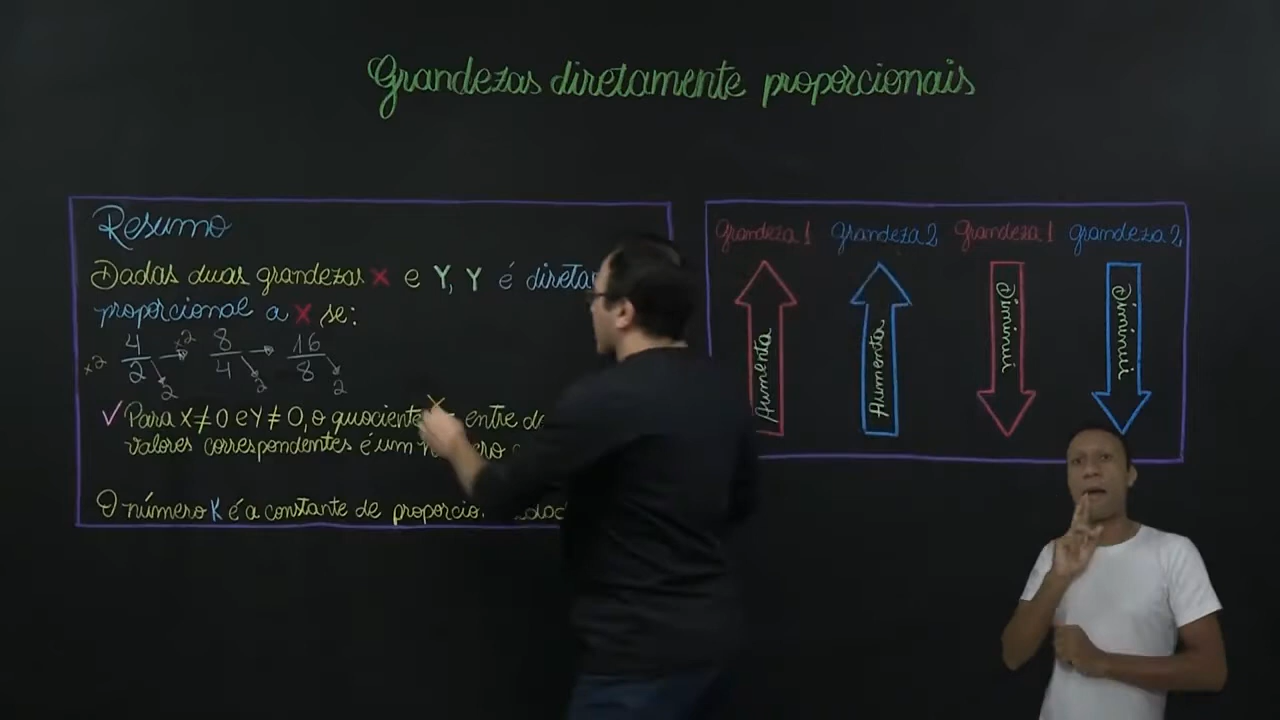 Grandezas diretamente proporcionais
Resumo
Dadas duas grandezas X e Y, Y é
proporcional a X se:
4/2 8/4 16/8
x2 x2
2 2 2
✓ Para X ≠ 0 e Y ≠ 0, o quociente entre
valores correspondentes é um
O número K é a constante de
Grandeza 1 Grandeza 2 Grandeza 1 Grandeza 2
Aumenta Aumenta Diminui Diminui